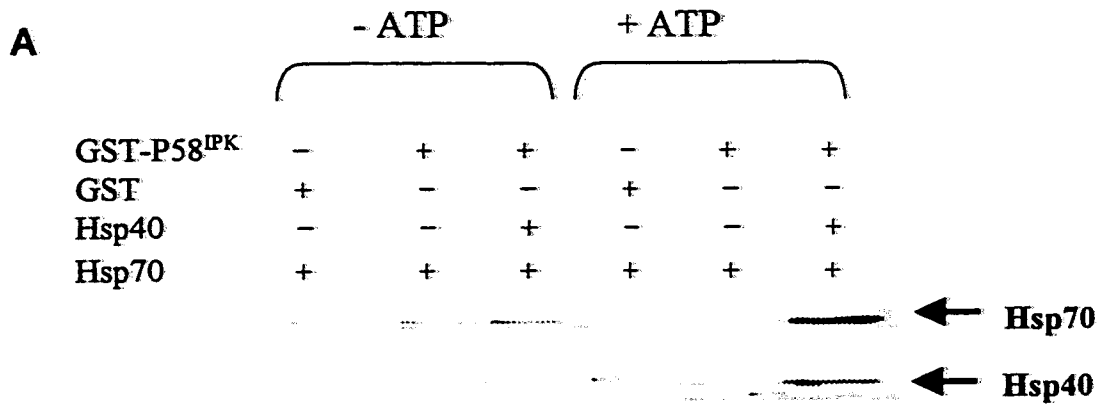 A
- ATP + ATP
GST-P58IPK − + + − + +
GST + − − + − −
Hsp40 − − + − − +
Hsp70 + + + + + +
Hsp70
Hsp40